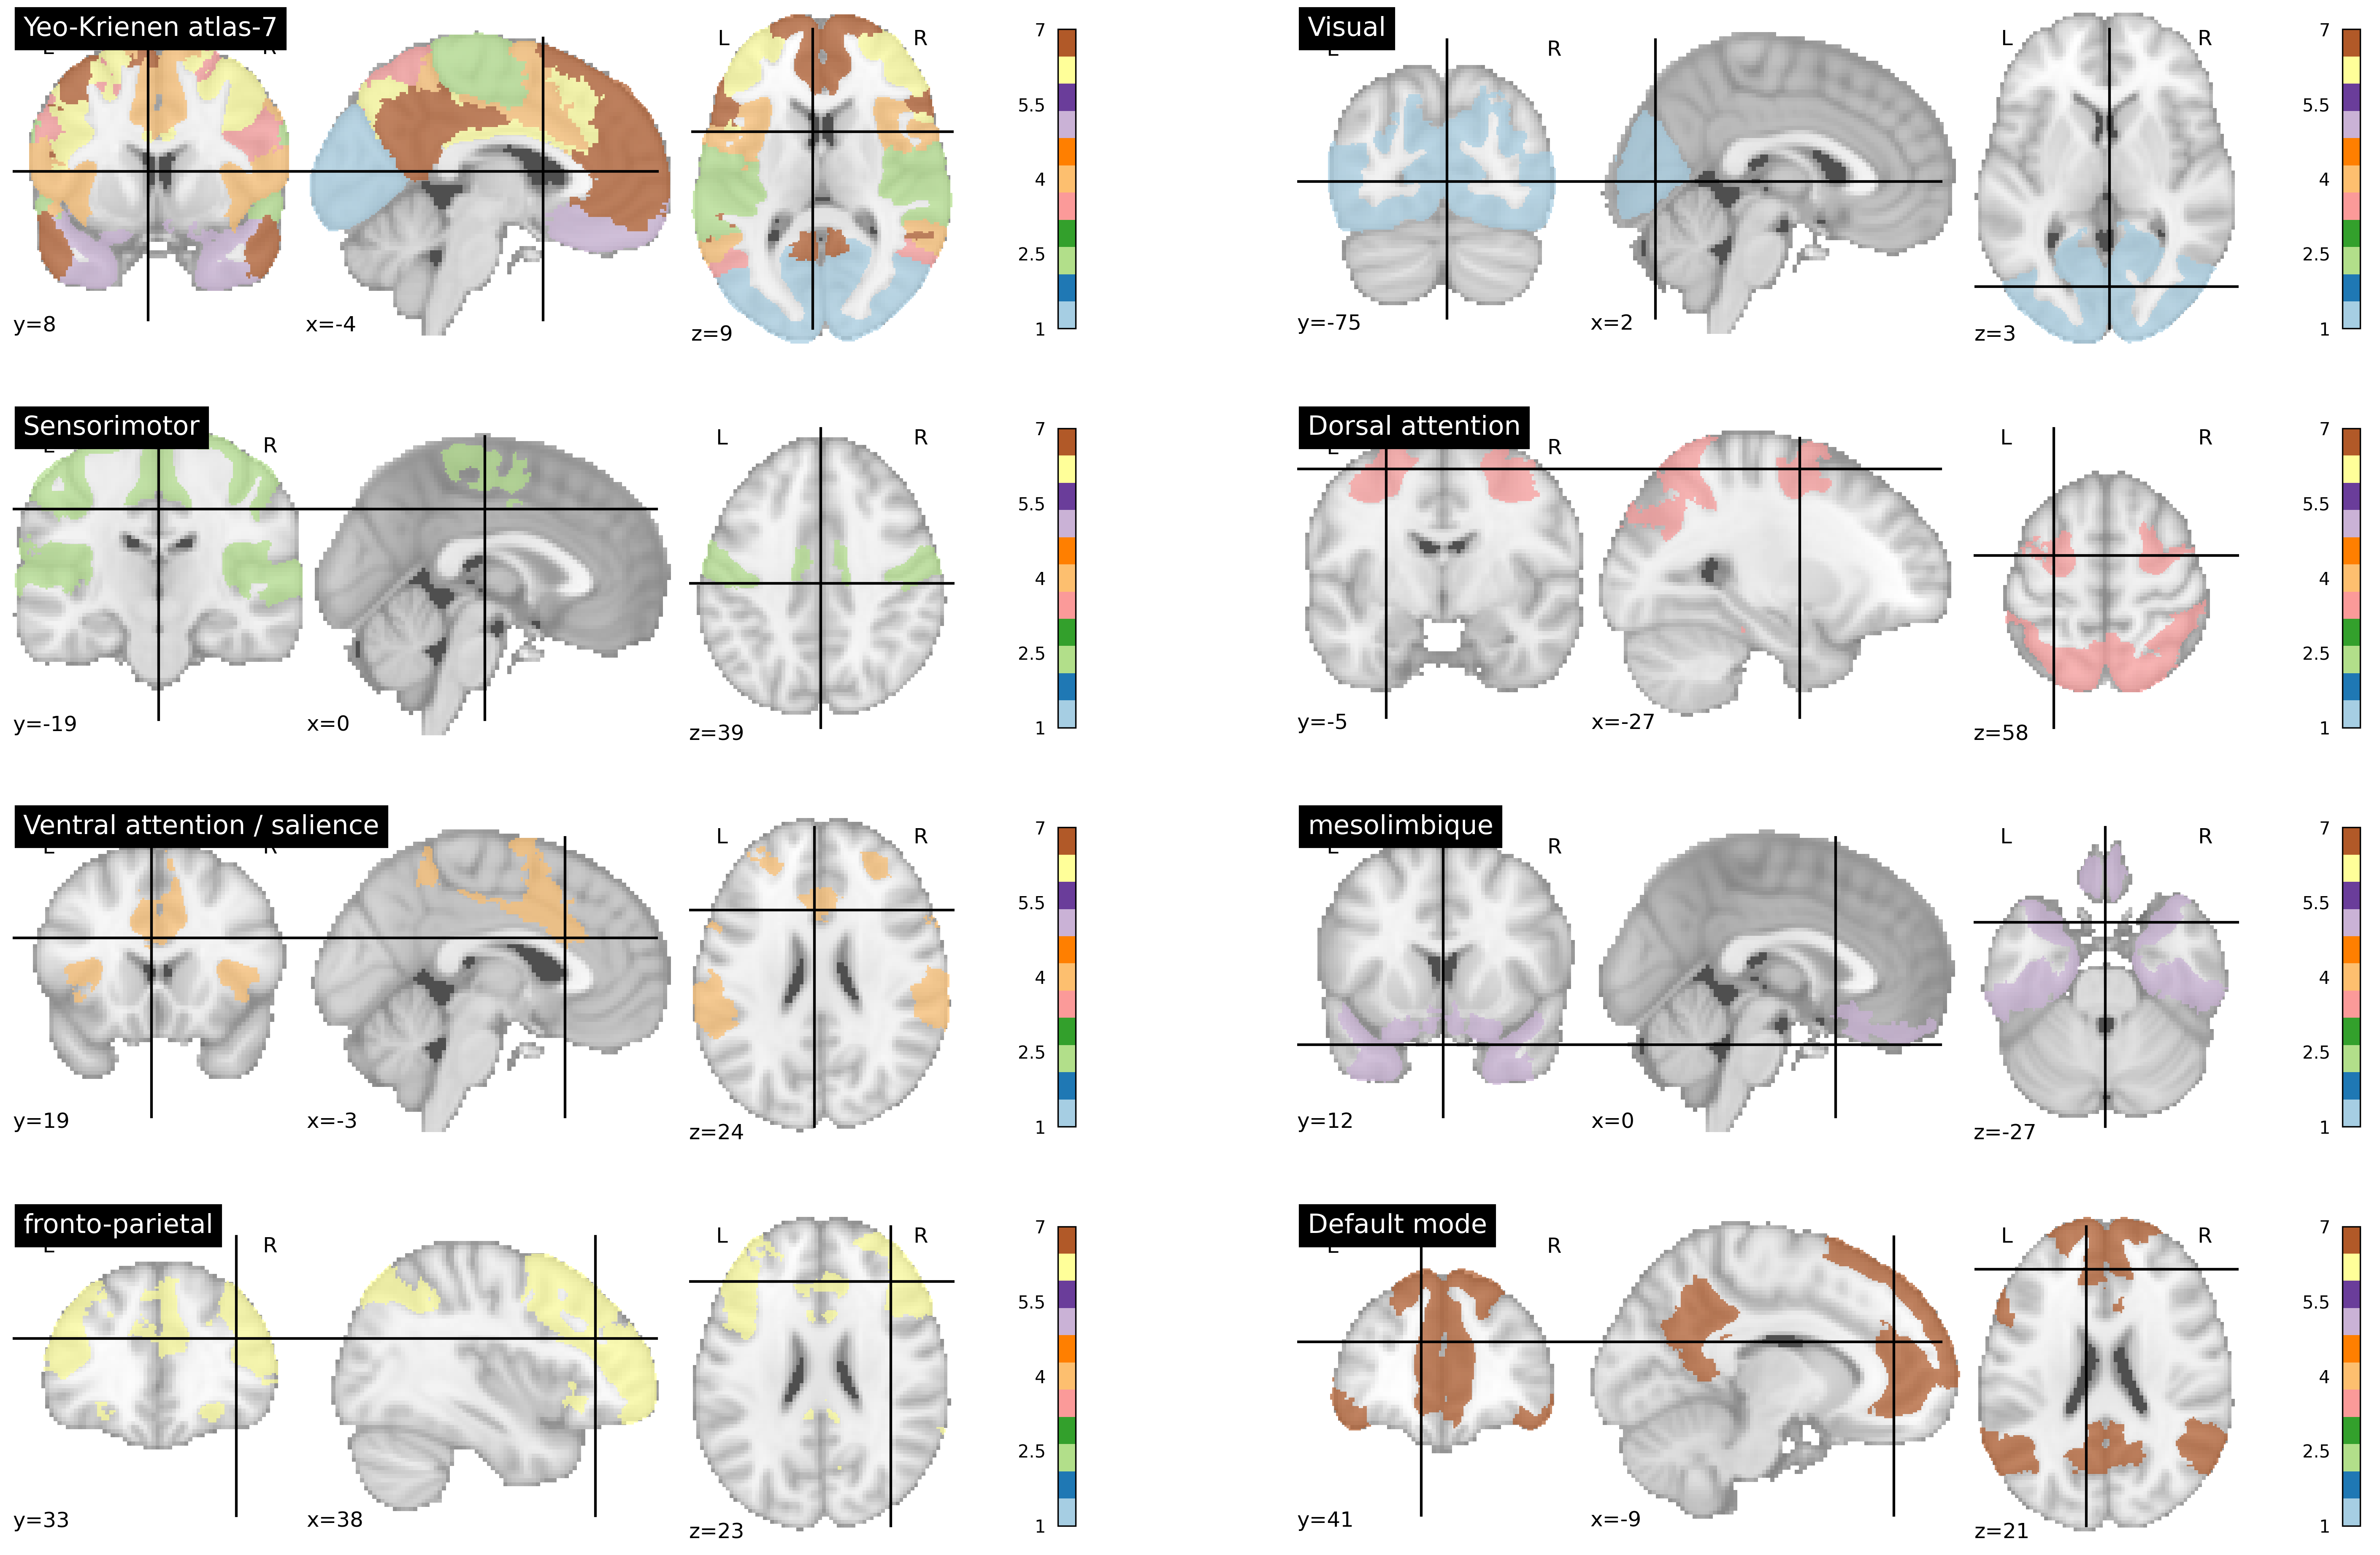 Yeo-Krienen atlas-7
L R
L R
y=8 x=-4 z=9
7
5.5
4
2.5
1
Visual
L R
L R
y=-75 x=2 z=3
7
5.5
4
2.5
1
Sensorimotor
L R
L R
y=-19 x=0 z=39
7
5.5
4
2.5
1
Dorsal attention
L R
L R
y=-5 x=-27 z=58
7
5.5
4
2.5
1
Ventral attention / salience
L R
L R
y=19 x=-3 z=24
7
5.5
4
2.5
1
mesolimbique
L R
L R
y=12 x=0 z=-27
7
5.5
4
2.5
1
fronto-parietal
L R
L R
y=33 x=38 z=23
7
5.5
4
2.5
1
Default mode
L R
L R
y=41 x=-9 z=21
7
5.5
4
2.5
1